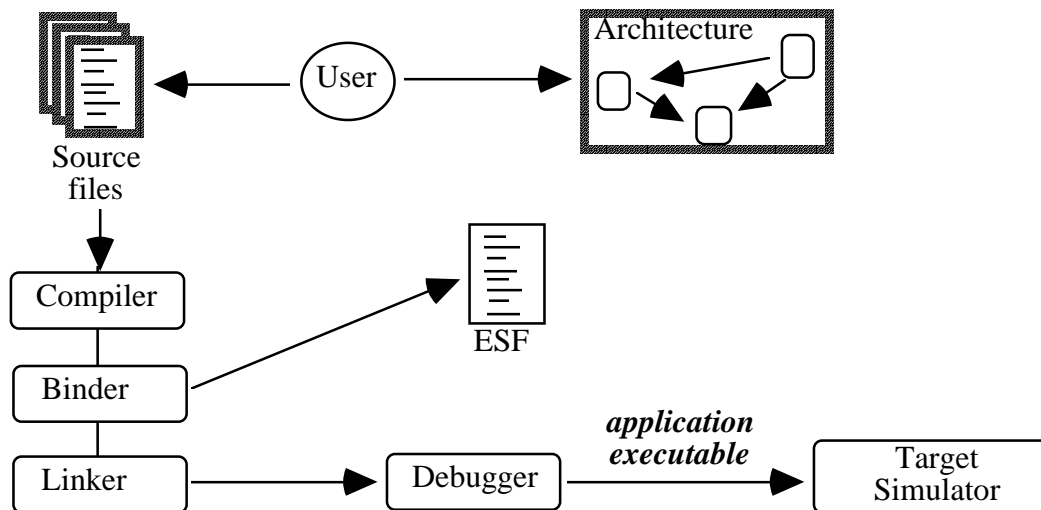 Architecture
User
Source
files
Compiler
ESF
Binder
application
executable
Linker
Debugger
Target
Simulator